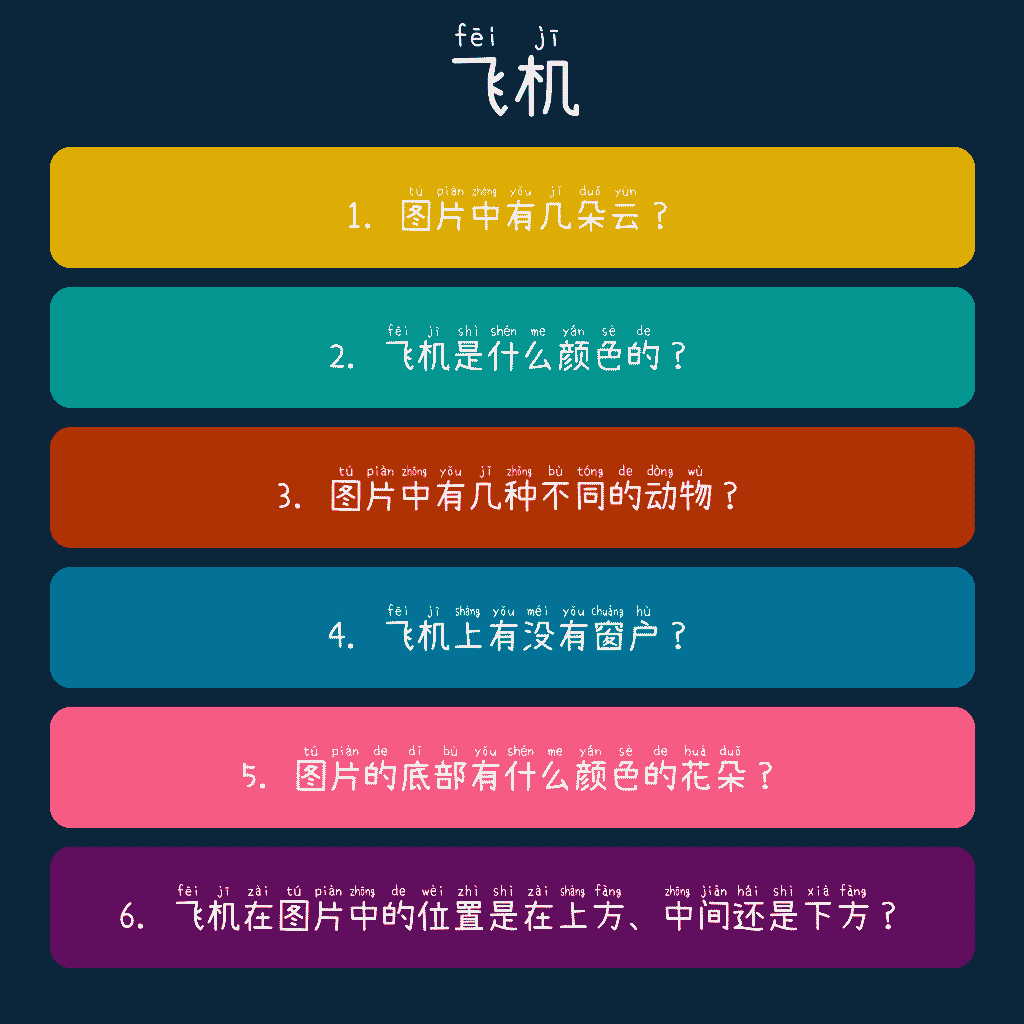 fēi jī
飞机
tú piàn zhōng yǒu jǐ duǒ yún
1. 图片中有几朵云？
fēi jī shì shén me yán sè de
2. 飞机是什么颜色的？
tú piàn zhōng yǒu jǐ zhǒng bù tóng de dòng wù
3. 图片中有几种不同的动物？
fēi jī shàng yǒu méi yǒu chuāng hù
4. 飞机上有没有窗户？
tú piàn de dǐ bù yǒu shén me yán sè de huā duǒ
5. 图片的底部有什么颜色的花朵？
fēi jī zài tú piàn zhōng de wèi zhì shì zài shàng fāng zhōng jiān hái shì xià fāng
6. 飞机在图片中的位置是在上方、中间还是下方？